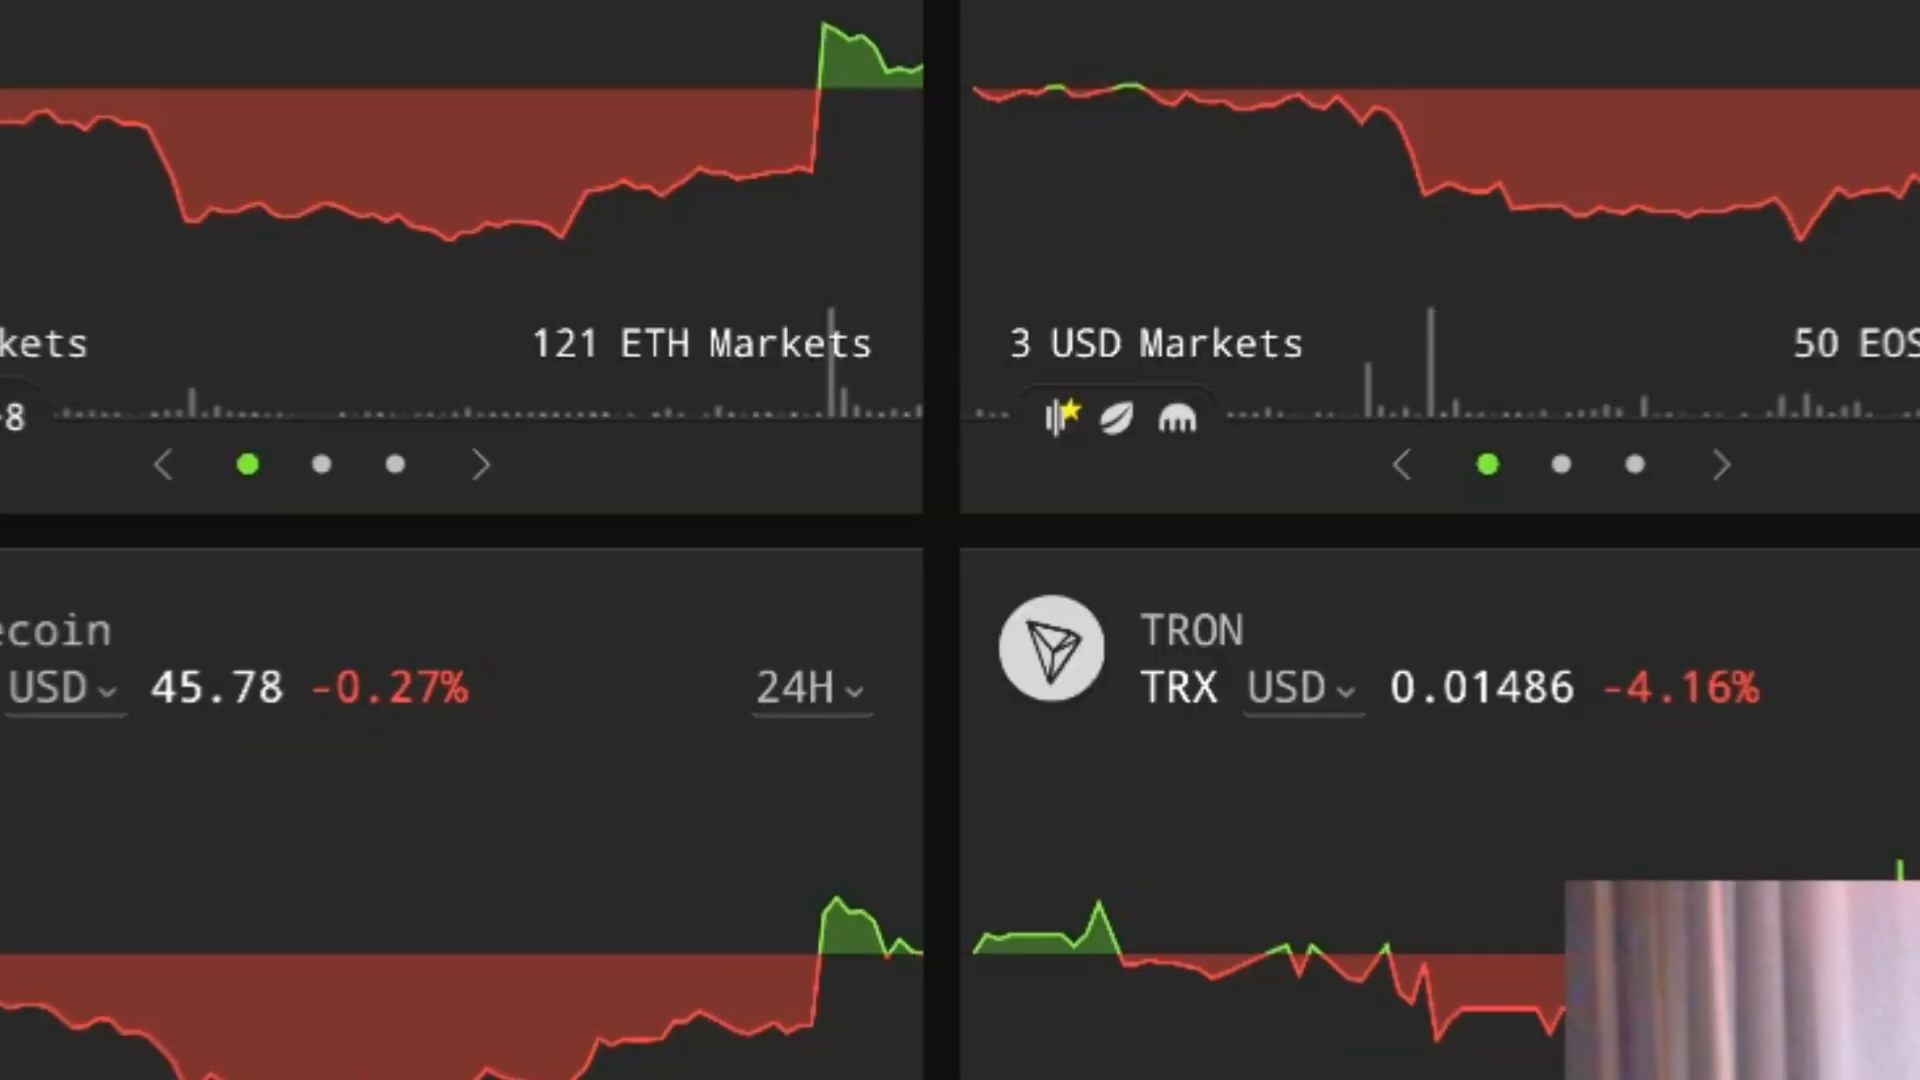 kets
121 ETH Markets
-8
3 USD Markets
50 EOS
ecoin
USD 45.78 -0.27%
24H
TRON
TRX USD 0.01486 -4.16%